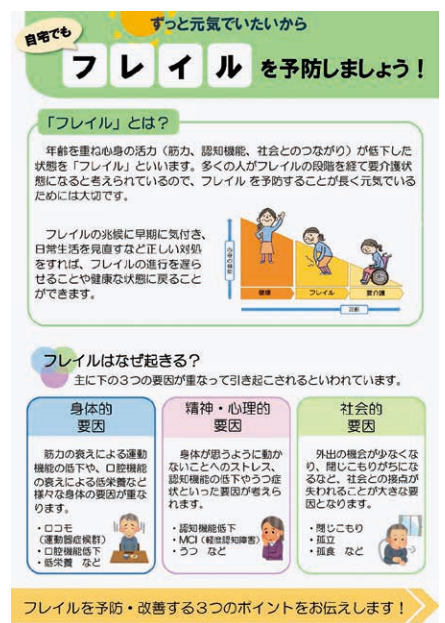 ずっと元気でいたいから
自宅でも
フレイルを予防しましょう！
「フレイル」とは？
年齢を重ね心身の活力（筋力、認知機能、社会とのつながり）が低下した
状態を「フレイル」といいます。多くの人がフレイルの段階を経て要介護状
態になると考えられているので、フレイル を予防することが長く元気でいる
ためには大切です。
フレイルの兆候に早期に気付き、
日常生活を見直すなど正しい対処
をすれば、フレイルの進行を遅ら
せることや健康な状態に戻ること
ができます。
健康
フレイル
要介護
フレイルはなぜ起きる？
主に下の３つの要因が重なって引き起こされるといわれています。
身体的
要因
筋力の衰えによる運動
機能の低下や、口腔機能
の衰えによる低栄養など
様々な身体の要因が重な
ります。
・ロコモ
（運動器症候群）
・口腔機能低下
・低栄養 など
精神・心理的
要因
身体が思うように動か
ないことへのストレス、
認知機能の低下やうつ症
状といった要因が考えら
れます。
・認知機能低下
・MCI（軽度認知障害）
・うつ など
社会的
要因
外出の機会が少なくな
り、閉じこもりがちにな
るなど、社会との接点が
失われることが大きな要
因となります。
・閉じこもり
・孤立
・孤食 など
フレイルを予防・改善する３つのポイントをお伝えします！